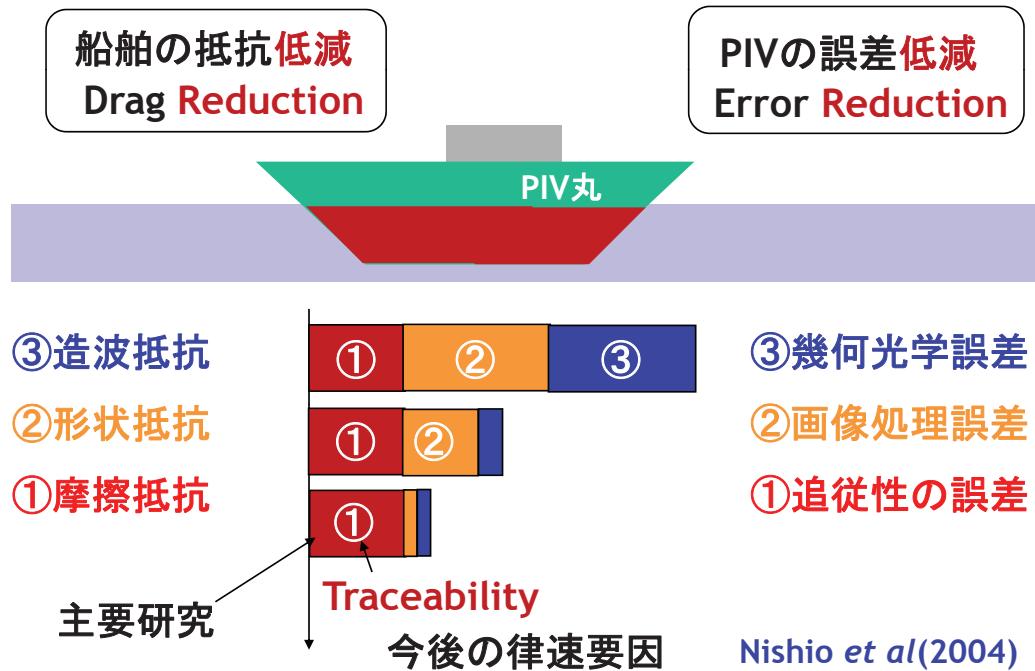 船舶の抵抗低減
Drag Reduction
PIVの誤差低減
Error Reduction
PIV丸
③造波抵抗
②形状抵抗
①摩擦抵抗
① ② ③
① ②
①
③幾何光学誤差
②画像処理誤差
①追従性の誤差
Traceability
主要研究
今後の律速要因
Nishio et al(2004)